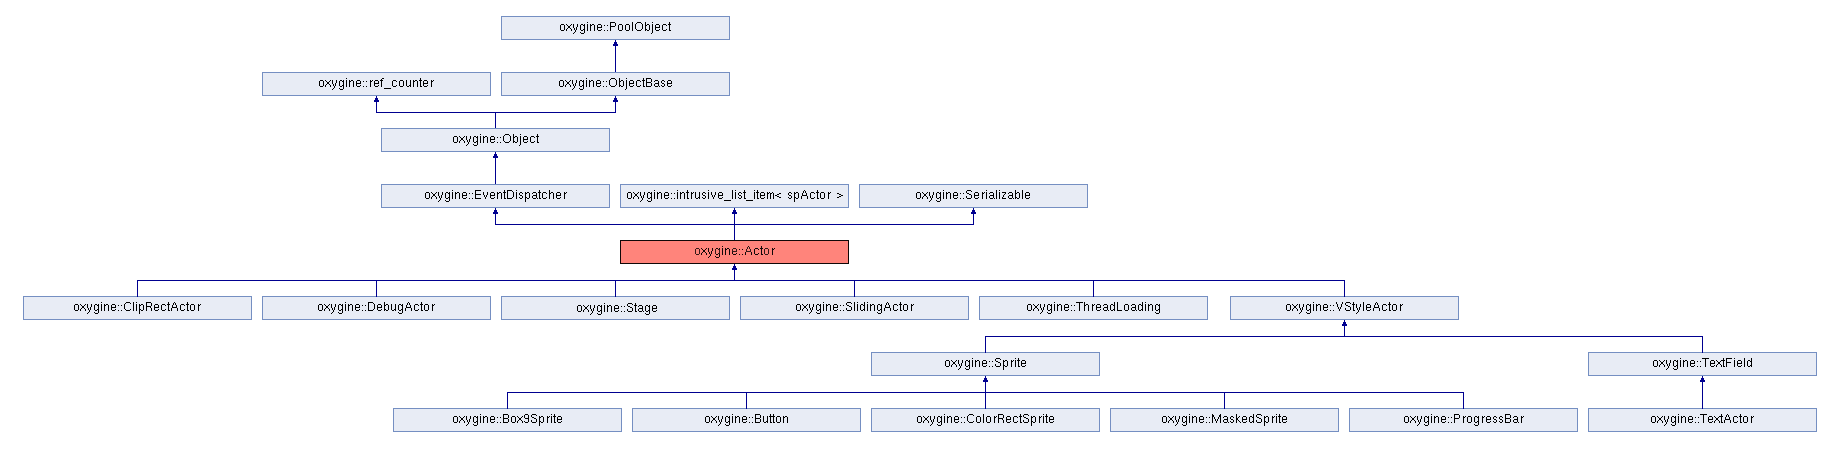 oxygine::PoolObject
oxygine::ref_counter
oxygine::ObjectBase
oxygine::Object
oxygine::EventDispatcher
oxygine::intrusive_list_item< spActor >
oxygine::Serializable
oxygine::Actor
oxygine::ClipRectActor
oxygine::DebugActor
oxygine::Stage
oxygine::SlidingActor
oxygine::ThreadLoading
oxygine::VStyleActor
oxygine::Sprite
oxygine::TextField
oxygine::Box9Sprite
oxygine::Button
oxygine::ColorRectSprite
oxygine::MaskedSprite
oxygine::ProgressBar
oxygine::TextActor